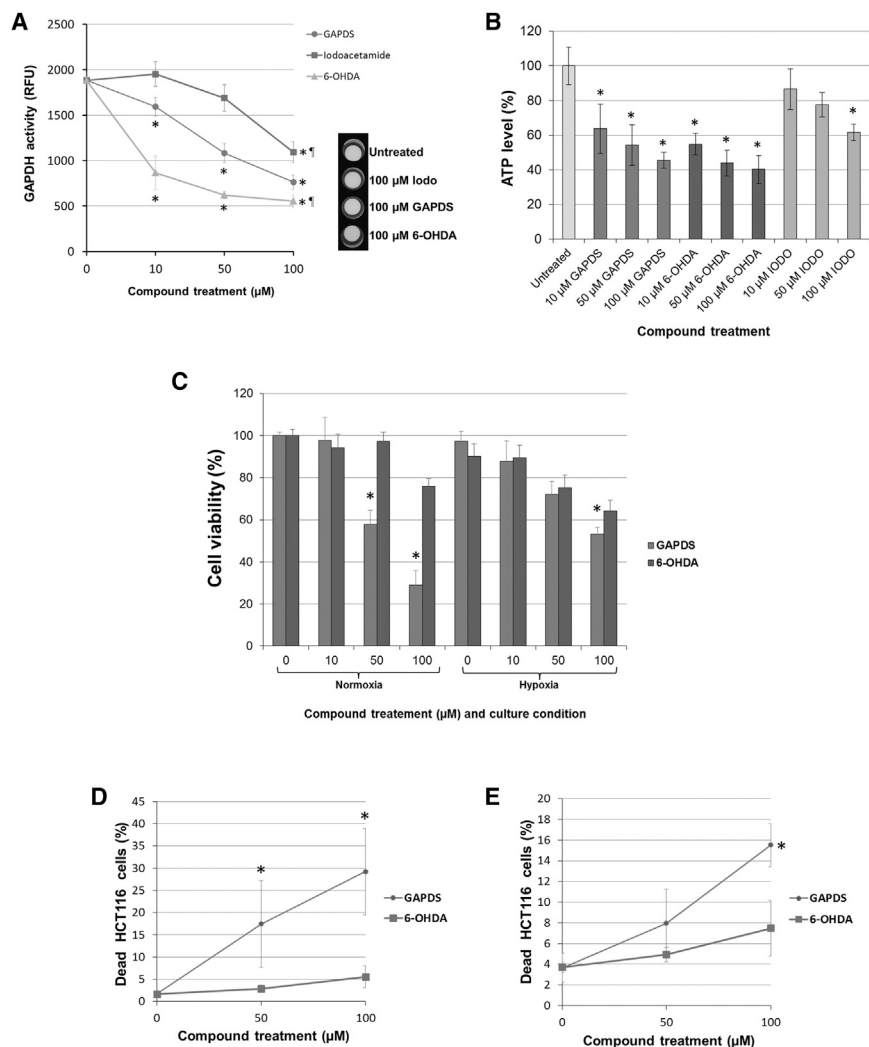 A
2500
2000
1500
1000
500
0
GAPDH activity (RFU)
0 10 50 100
Compound treatment (µM)
GAPDS
Iodoacetamide
6-OHDA
* * * * * ¶ * * ¶
Untreated
100 µM Iodo
100 µM GAPDS
100 µM 6-OHDA
B
120
100
80
60
40
20
0
ATP level (%)
* * * * * * *
Untreated
10 µM GAPDS
50 µM GAPDS
100 µM GAPDS
10 µM 6-OHDA
50 µM 6-OHDA
100 µM 6-OHDA
10 µM IODO
50 µM IODO
100 µM IODO
Compound treatment
C
120
100
80
60
40
20
0
Cell viability (%)
* * *
0 10 50 100 0 10 50 100
Normoxia Hypoxia
Compound treatement (µM) and culture condition
GAPDS
6-OHDA
D
45
40
35
30
25
20
15
10
5
0
Dead HCT116 cells (%)
* *
0 50 100
Compound treatment (µM)
GAPDS
6-OHDA
E
20
18
16
14
12
10
8
6
4
2
0
Dead HCT116 cells (%)
*
0 50 100
Compound treatment (µM)
GAPDS
6-OHDA